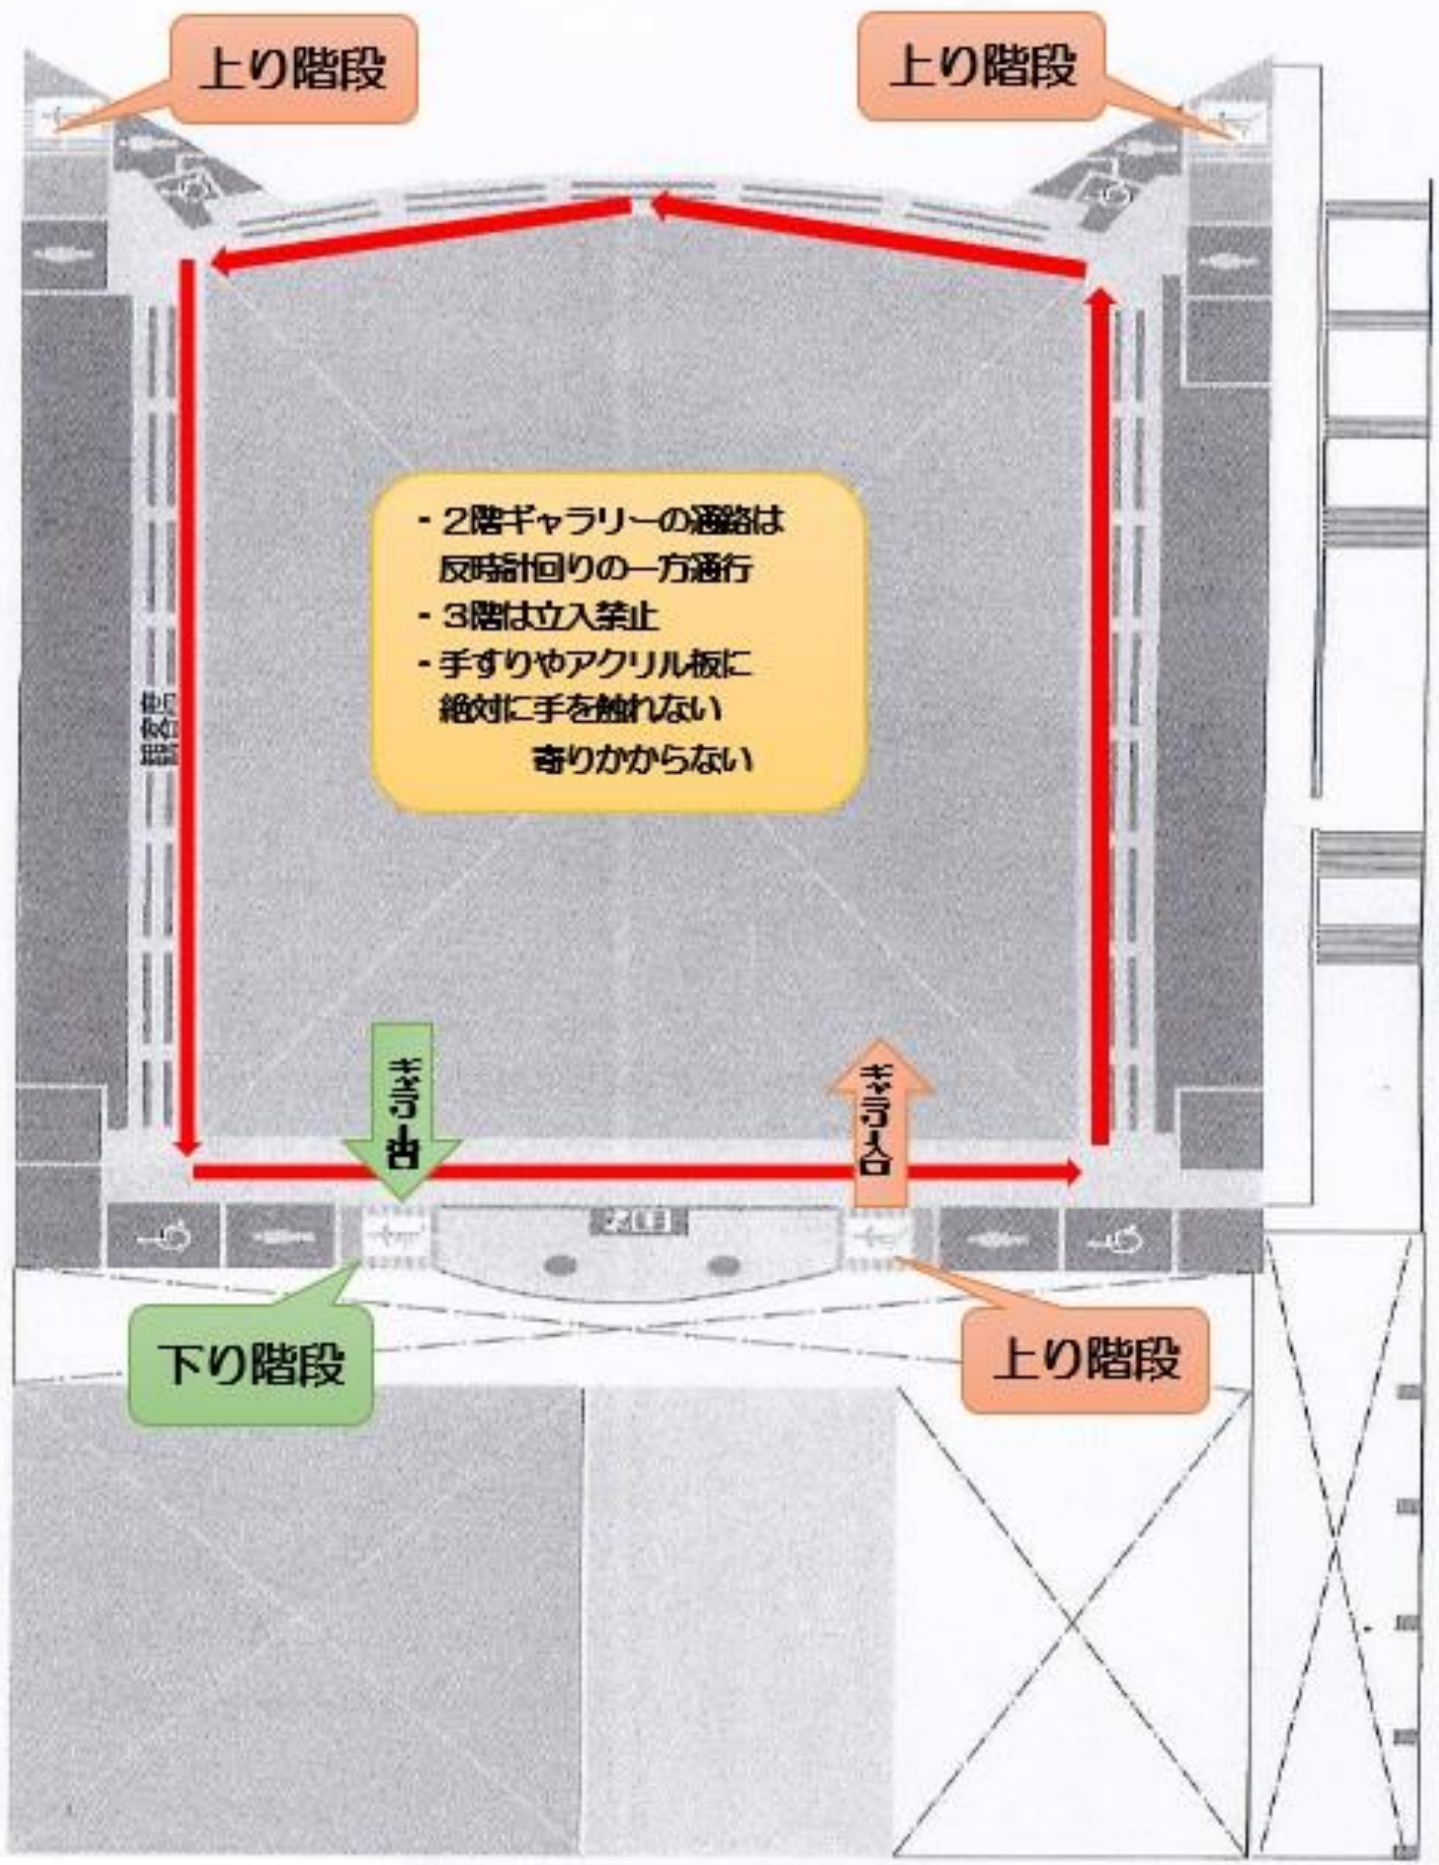 上り階段
上り階段
・2階ギャラリーの通路は
反時計回りの一方通行
・3階は立入禁止
・手すりやアクリル板に
絶対に手を触れない
寄りかからない
ギャラリー出口
ギャラリー入口
下り階段
上り階段